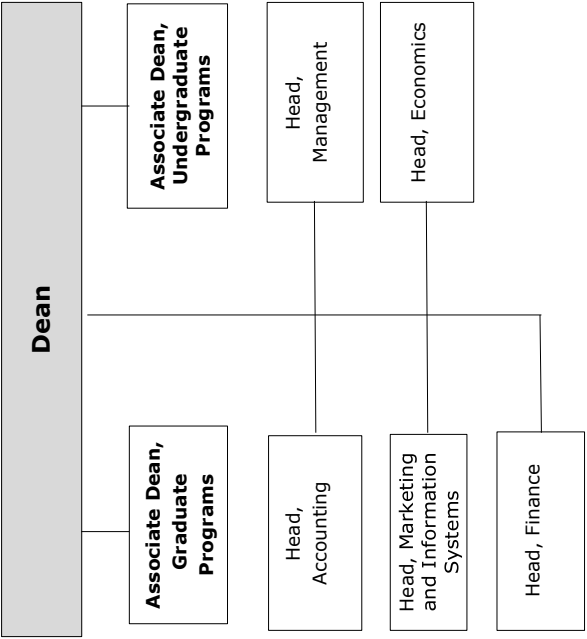 Dean
Associate Dean,
Graduate
Programs
Associate Dean,
Undergraduate
Programs
Head,
Accounting
Head,
Management
Head, Marketing
and Information
Systems
Head, Economics
Head, Finance